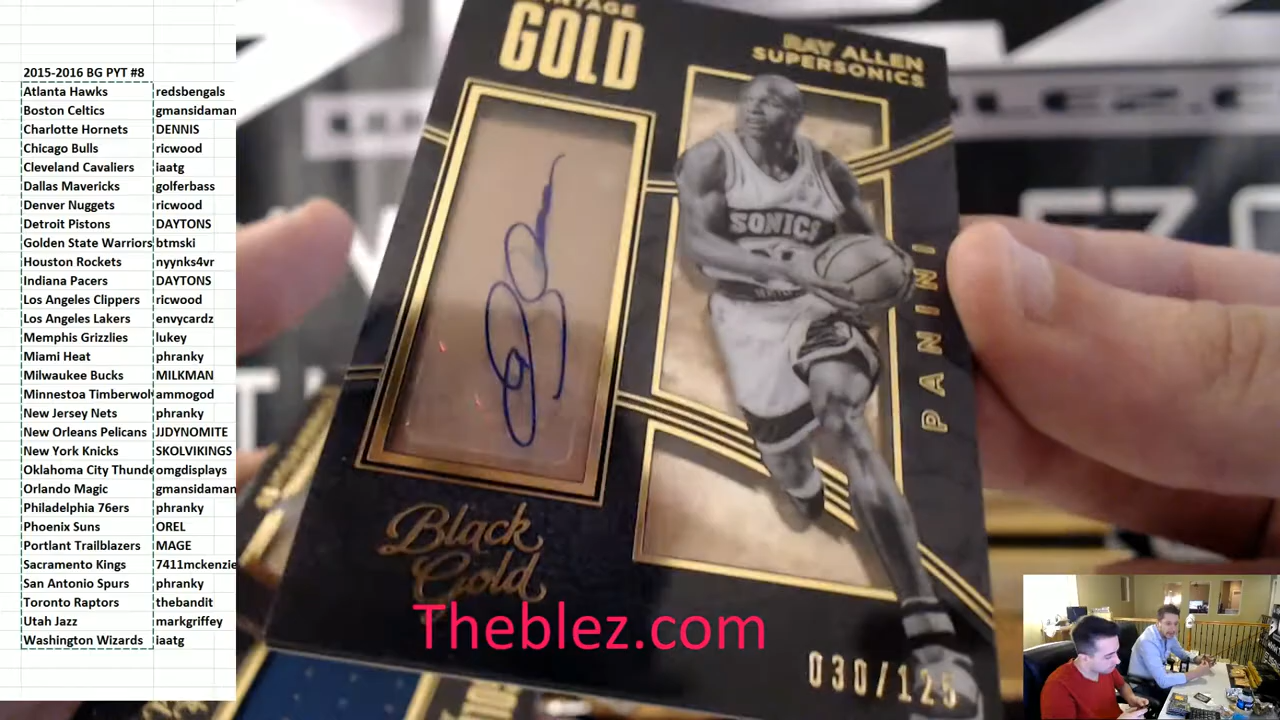 2015-2016 BG PYT #8
Atlanta Hawks redsbengals
Boston Celtics gmansidaman
Charlotte Hornets DENNIS
Chicago Bulls ricwood
Cleveland Cavaliers iaatg
Dallas Mavericks golferbass
Denver Nuggets ricwood
Detroit Pistons DAYTONS
Golden State Warriors btmski
Houston Rockets nyynks4vr
Indiana Pacers DAYTONS
Los Angeles Clippers ricwood
Los Angeles Lakers envycardz
Memphis Grizzlies lukey
Miami Heat phranky
Milwaukee Bucks MILKMAN
Minnestoa Timberwol ammogod
New Jersey Nets phranky
New Orleans Pelicans JJDYNOMITE
New York Knicks SKOLVIKINGS
Oklahoma City Thunde omgdisplays
Orlando Magic gmansidaman
Philadelphia 76ers phranky
Phoenix Suns OREL
Portlant Trailblazers MAGE
Sacramento Kings 7411mckenzie
San Antonio Spurs phranky
Toronto Raptors thebandit
Utah Jazz markgriffey
Washington Wizards iaatg
GOLD
RAY ALLEN
SUPERSONICS
SONICS
PANINI
Black
Gold
Theblez.com
030/125